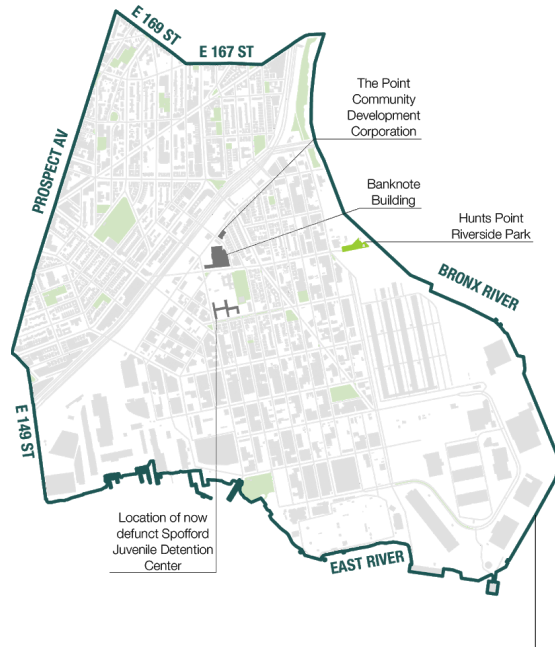 E 169 ST
E 167 ST
The Point
Community
Development
Corporation
PROSPECT AV
Banknote
Building
Hunts Point
Riverside Park
BRONX RIVER
E 149 ST
Location of now
defunct Spofford
Juvenile Detention
Center
EAST RIVER